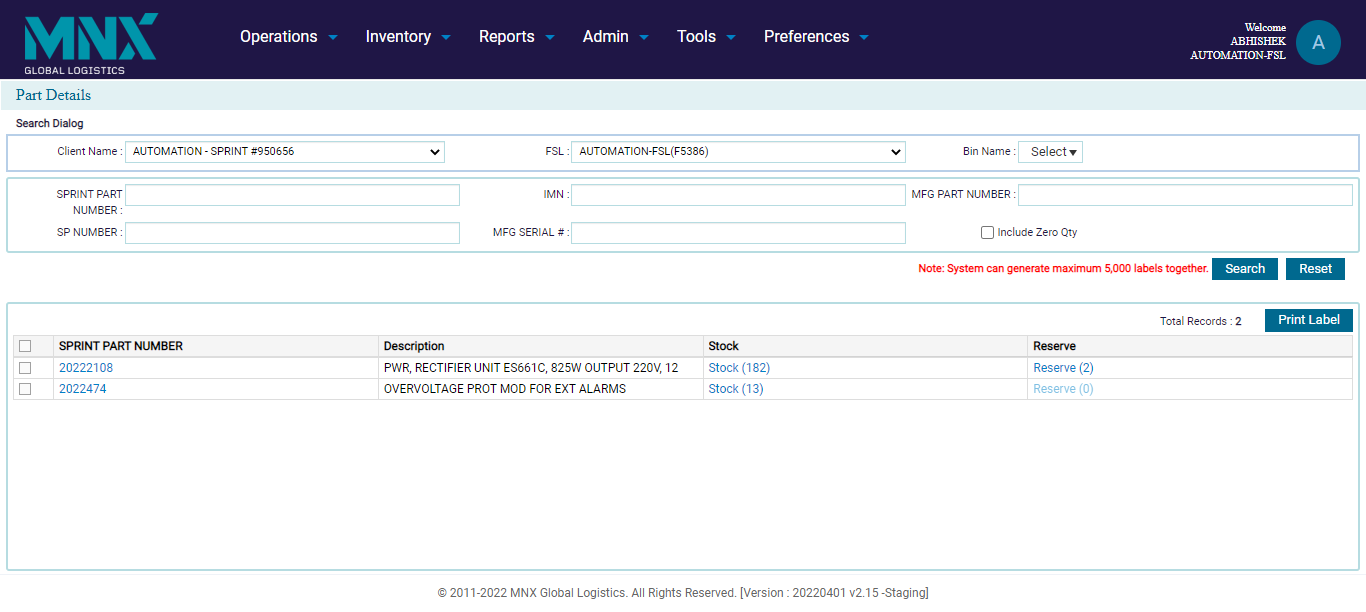 MNX
GLOBAL LOGISTICS
Operations Inventory Reports Admin Tools Preferences
Welcome
ABHISHEK
AUTOMATION-FSL
A
Part Details
Search Dialog
Client Name : AUTOMATION - SPRINT #950656 FSL : AUTOMATION-FSL(F5386) Bin Name : Select
SPRINT PART NUMBER : IMN : MFG PART NUMBER :
SP NUMBER : MFG SERIAL # : Include Zero Qty
Note: System can generate maximum 5,000 labels together. Search Reset
Total Records : 2 Print Label
SPRINT PART NUMBER Description Stock Reserve
20222108 PWR, RECTIFIER UNIT ES661C, 825W OUTPUT 220V, 12 Stock (182) Reserve (2)
2022474 OVERVOLTAGE PROT MOD FOR EXT ALARMS Stock (13) Reserve (0)
© 2011-2022 MNX Global Logistics. All Rights Reserved. [Version : 20220401 v2.15 -Staging]